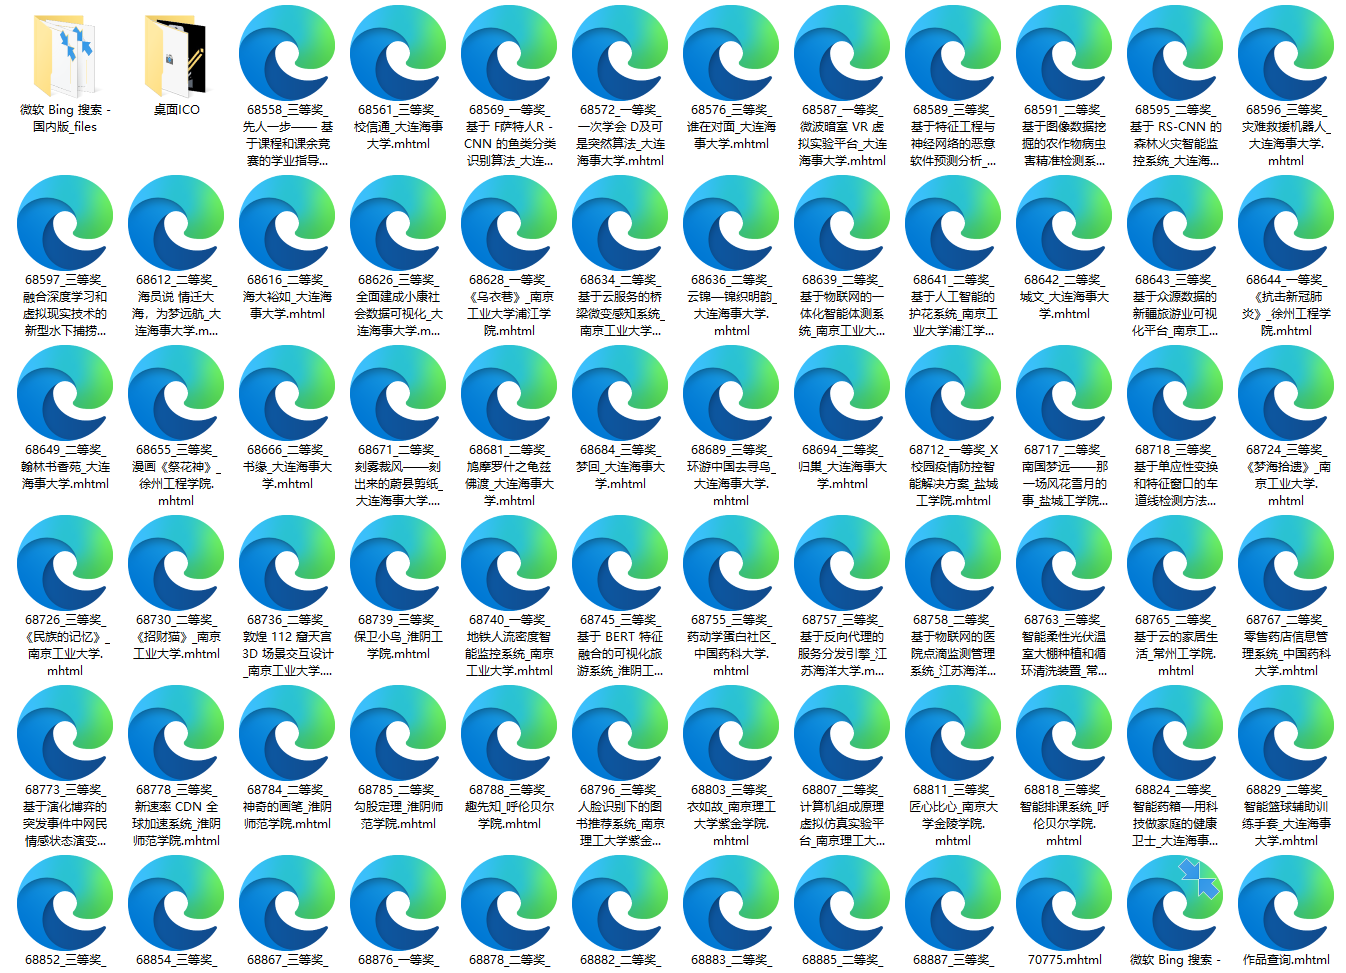 微软 Bing 搜索 -
国内版_files
桌面ICO
68558_三等奖_
先人一步—— 基
于课程和课余竞
赛的学业指导...
68561_三等奖_
校信通_大连海事
大学.mhtml
68569_一等奖_
基于 F萨特人R -
CNN 的鱼类分类
识别算法_大连...
68572_一等奖_
一次学会 D及可
是突然算法_大连
海事大学.mhtml
68576_三等奖_
谁在对面_大连海
事大学.mhtml
68587_一等奖_
微波暗室 VR 虚
拟实验平台_大连
海事大学.mhtml
68589_三等奖_
基于特征工程与
神经网络的恶意
软件预测分析_...
68591_二等奖_
基于图像数据挖
掘的农作物病虫
害精准检测系...
68595_二等奖_
基于 RS-CNN 的
森林火灾智能监
控系统_大连海...
68596_三等奖_
灾难救援机器人_
大连海事大学.
mhtml
68597_三等奖_
融合深度学习和
虚拟现实技术的
新型水下捕捞...
68612_二等奖_
海员说 情迁大
海，为梦远航_大
连海事大学.m...
68616_二等奖_
海大裕如_大连海
事大学.mhtml
68626_三等奖_
全面建成小康社
会数据可视化_大
连海事大学.m...
68628_一等奖_
《乌衣巷》_南京
工业大学浦江学
院.mhtml
68634_二等奖_
基于云服务的桥
梁微变感知系统_
南京工业大学...
68636_二等奖_
云锦—锦织明韵_
大连海事大学.
mhtml
68639_二等奖_
基于物联网的一
体化智能体测系
统_南京工业大...
68641_二等奖_
基于人工智能的
护花系统_南京工
业大学浦江学...
68642_二等奖_
城文_大连海事大
学.mhtml
68643_三等奖_
基于众源数据的
新疆旅游业可视
化平台_南京工...
68644_一等奖_
《抗击新冠肺
炎》_徐州工程学
院.mhtml
68649_二等奖_
翰林书香苑_大连
海事大学.mhtml
68655_三等奖_
漫画《祭花神》_
徐州工程学院.
mhtml
68666_二等奖_
书缘_大连海事大
学.mhtml
68671_二等奖_
刻雾裁风——刻
出来的蔚县剪纸_
大连海事大学....
68681_二等奖_
鸠摩罗什之龟兹
佛渡_大连海事大
学.mhtml
68684_三等奖_
梦回_大连海事大
学.mhtml
68689_三等奖_
环游中国去寻鸟_
大连海事大学.
mhtml
68694_二等奖_
归巢_大连海事大
学.mhtml
68712_一等奖_X
校园疫情防控智
能解决方案_盐城
工学院.mhtml
68717_二等奖_
南国梦远——那
一场风花雪月的
事_盐城工学院...
68718_三等奖_
基于单应性变换
和特征窗口的车
道线检测方法...
68724_三等奖_
《梦海拾遗》_南
京工业大学.
mhtml
68726_三等奖_
《民族的记忆》_
南京工业大学.
mhtml
68730_二等奖_
《招财猫》_南京
工业大学.mhtml
68736_二等奖_
敦煌 112 窟天宫
3D 场景交互设计
_南京工业大学....
68739_三等奖_
保卫小鸟_淮阴工
学院.mhtml
68740_一等奖_
地铁人流密度智
能监控系统_南京
工业大学.mhtml
68745_三等奖_
基于 BERT 特征
融合的可视化旅
游系统_淮阴工...
68755_三等奖_
药动学蛋白社区_
中国药科大学.
mhtml
68757_三等奖_
基于反向代理的
服务分发引擎_江
苏海洋大学.m...
68758_二等奖_
基于物联网的医
院点滴监测管理
系统_江苏海洋...
68763_三等奖_
智能柔性光伏温
室大棚种植和循
环清洗装置_常...
68765_二等奖_
基于云的家居生
活_常州工学院.
mhtml
68767_二等奖_
零售药店信息管
理系统_中国药科
大学.mhtml
68773_三等奖_
基于演化博弈的
突发事件中网民
情感状态演变...
68778_三等奖_
新速率 CDN 全
球加速系统_淮阴
师范学院.mhtml
68784_二等奖_
神奇的画笔_淮阴
师范学院.mhtml
68785_二等奖_
勾股定理_淮阴师
范学院.mhtml
68788_三等奖_
趣先知_呼伦贝尔
学院.mhtml
68796_三等奖_
人脸识别下的图
书推荐系统_南京
理工大学紫金...
68803_三等奖_
衣如故_南京理工
大学紫金学院.
mhtml
68807_二等奖_
计算机组成原理
虚拟仿真实验平
台_南京理工大...
68811_三等奖_
匠心比心_南京大
学金陵学院.
mhtml
68818_三等奖_
智能排课系统_呼
伦贝尔学院.
mhtml
68824_二等奖_
智能药箱—用科
技做家庭的健康
卫士_大连海事...
68829_二等奖_
智能篮球辅助训
练手套_大连海事
大学.mhtml
68852_三等奖_
68854_三等奖_
68867_三等奖_
68876_一等奖_
68878_二等奖_
68882_二等奖_
68883_二等奖_
68885_二等奖_
68887_三等奖_
70775.mhtml
微软 Bing 搜索 -
作品查询.mhtml